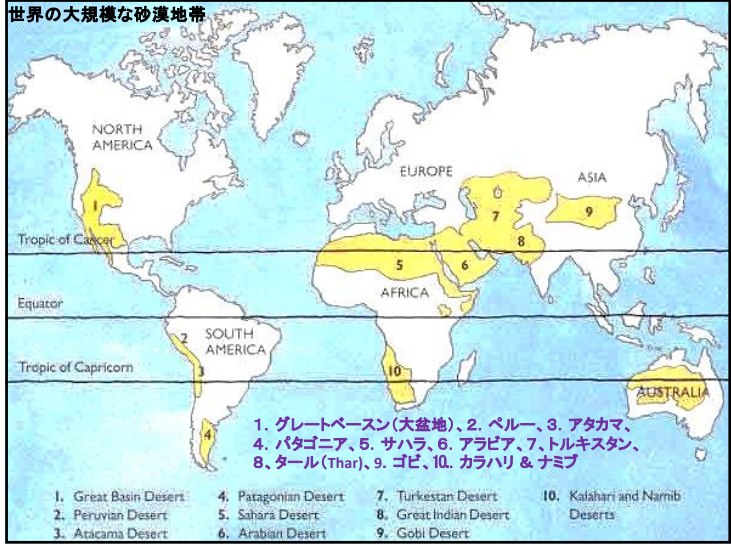 世界の大規模な砂漠地帯
NORTH
AMERICA
EUROPE
ASIA
1
7
9
8
Tropic of Cancer
5
6
AFRICA
Equator
2
SOUTH
AMERICA
Tropic of Capricorn
3
10
AUSTRALIA
4
1. グレートベースン(大盆地)、2. ペルー、3. アタカマ、
4. パタゴニア、5. サハラ、6. アラビア、7、トルキスタン、
8、タール(Thar)、9. ゴビ、10.. カラハリ & ナミブ
1. Great Basin Desert
2. Peruvian Desert
3. Atacama Desert
4. Patagonian Desert
5. Sahara Desert
6. Arabian Desert
7. Turkestan Desert
8. Great Indian Desert
9. Gobi Desert
10. Kalahari and Namib
Deserts